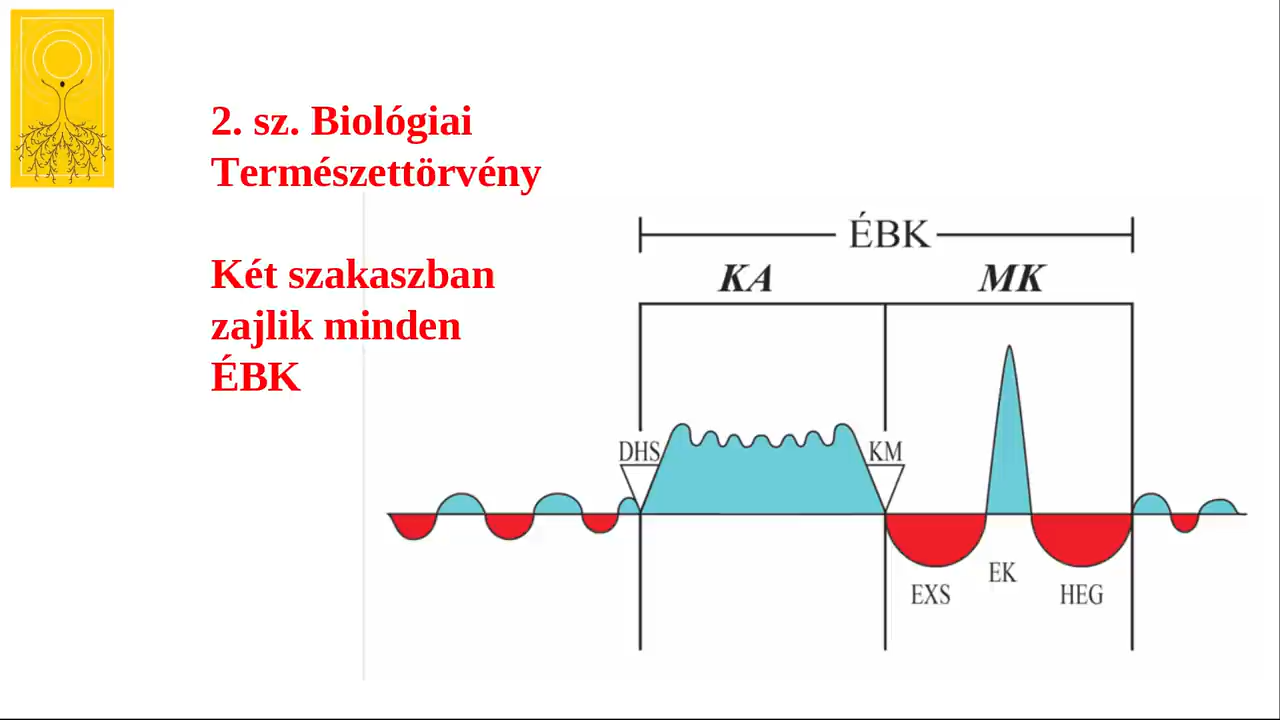 2. sz. Biológiai
Természettörvény
Két szakaszban
zajlik minden
ÉBK
ÉBK
KA
MK
DHS
KM
EXS
EK
HEG